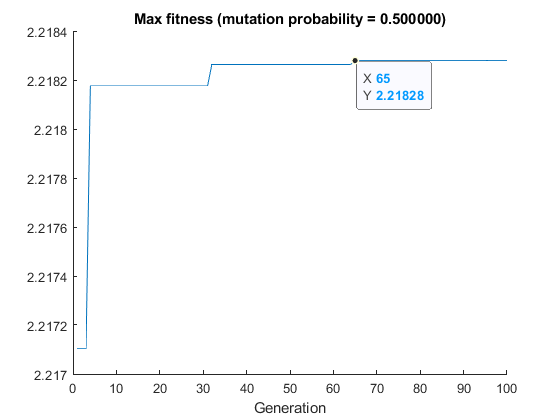 Max fitness (mutation probability = 0.500000)
2.2184
2.2182
2.218
2.2178
2.2176
2.2174
2.2172
2.217
X 65
Y 2.21828
0 10 20 30 40 50 60 70 80 90 100
Generation